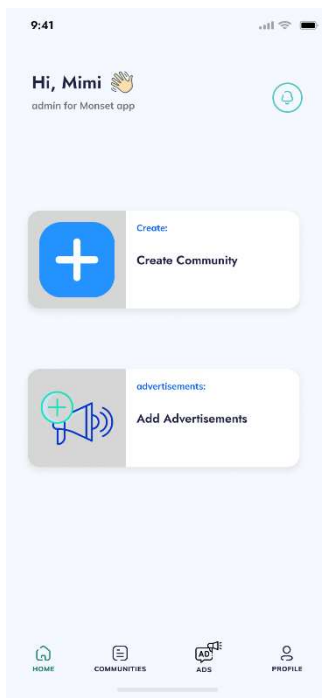 9:41
Hi, Mimi 👋
admin for Monset app
Create:
Create Community
advertisements:
Add Advertisements
AD
HOME
COMMUNITIES
ADS
PROFILE